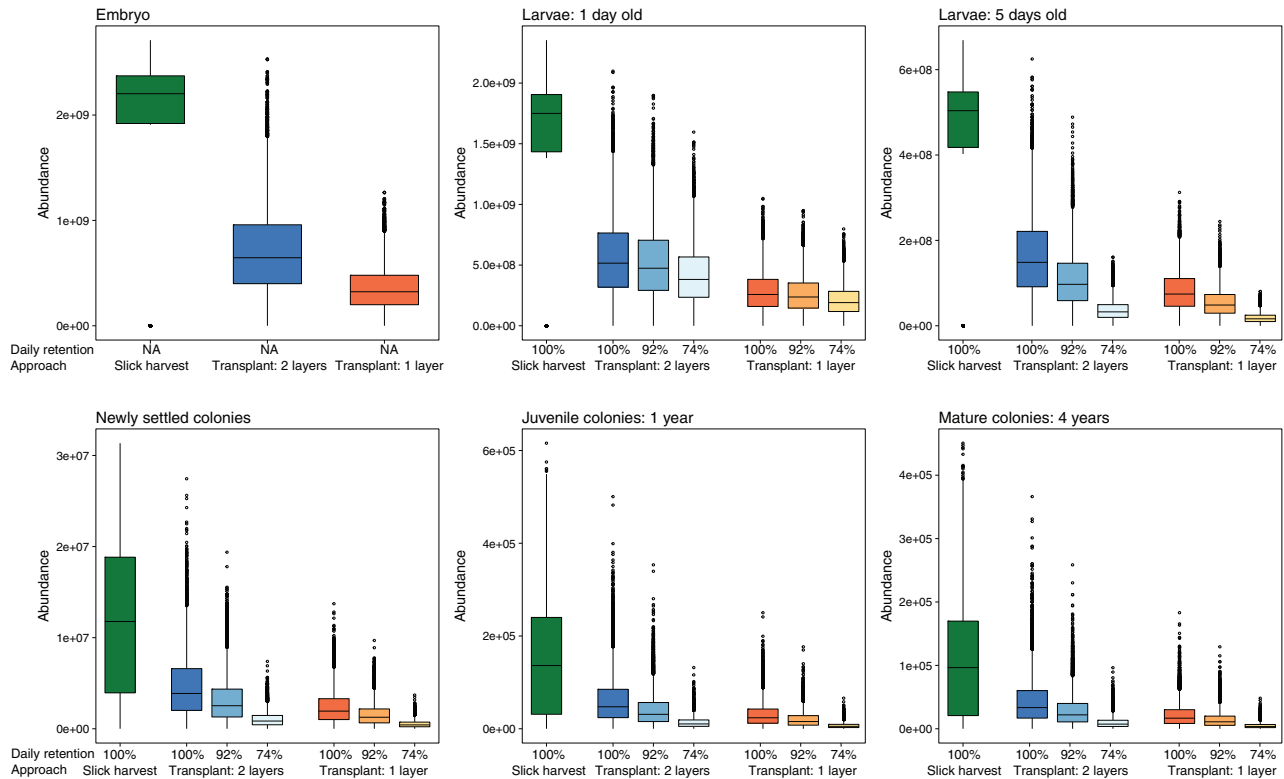 Embryo
Abundance
2e+09
1e+09
0e+00
Daily retention NA NA NA
Approach Slick harvest Transplant: 2 layers Transplant: 1 layer
Larvae: 1 day old
Abundance
2.0e+09
1.5e+09
1.0e+09
5.0e+08
0.0e+00
100% 100% 92% 74% 100% 92% 74%
Slick harvest Transplant: 2 layers Transplant: 1 layer
Larvae: 5 days old
Abundance
6e+08
4e+08
2e+08
0e+00
100% 100% 92% 74% 100% 92% 74%
Slick harvest Transplant: 2 layers Transplant: 1 layer
Newly settled colonies
Abundance
3e+07
2e+07
1e+07
0e+00
Daily retention 100% 100% 92% 74% 100% 92% 74%
Approach Slick harvest Transplant: 2 layers Transplant: 1 layer
Juvenile colonies: 1 year
Abundance
6e+05
4e+05
2e+05
0e+00
100% 100% 92% 74% 100% 92% 74%
Slick harvest Transplant: 2 layers Transplant: 1 layer
Mature colonies: 4 years
Abundance
4e+05
3e+05
2e+05
1e+05
0e+00
100% 100% 92% 74% 100% 92% 74%
Slick harvest Transplant: 2 layers Transplant: 1 layer